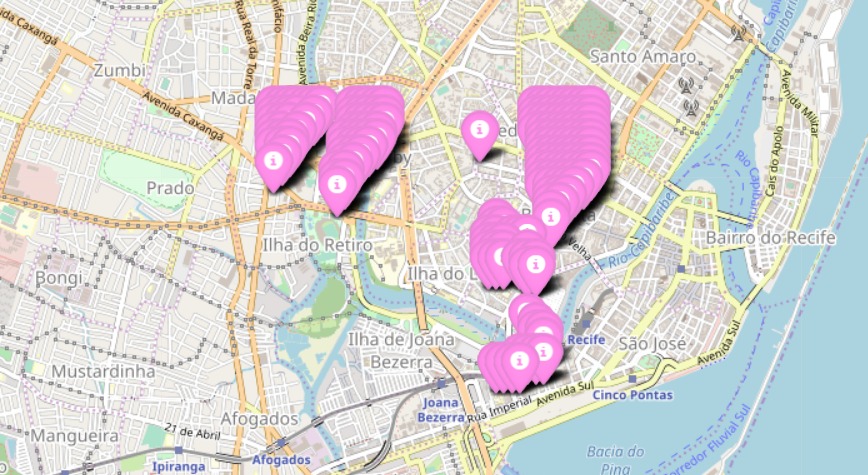 Avenida Caxangá
Zumbi
Rua Real da Torre
Avenida Beira Ri
Santo Amaro
Mada
Avenida Caxangá
Avenida Militar
Cais do Apolo
Prado
Ilha do Retiro
Velha
Rio Capibaribe
Bairro do Recife
Bongi
Ilha do L
Ilha de Joana
Bezerra
Recife
São José
Avenida Sul
Mustardinha
Joana
Bezerra
Rua Imperial
Avenida Sul
Cinco Pontas
Afogados
21 de Abril
Mangueira
Ipiranga
Afogados
Bacia do
Pina
orredor Fluvial Sul